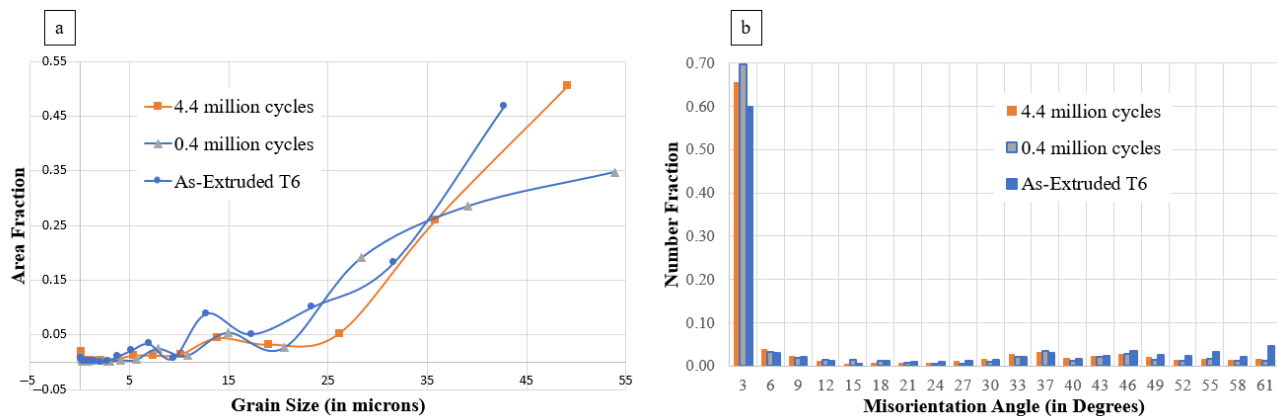 a
0.55
0.45
0.35
0.25
0.15
0.05
−0.05
−5
5
15
25
35
45
55
4.4 million cycles
0.4 million cycles
As-Extruded T6
Area Fraction
Grain Size (in microns)
b
0.70
0.60
0.50
0.40
0.30
0.20
0.10
0.00
3 6 9 12 15 18 21 24 27 30 33 37 40 43 46 49 52 55 58 61
4.4 million cycles
0.4 million cycles
As-Extruded T6
Number Fraction
Misorientation Angle (in Degrees)